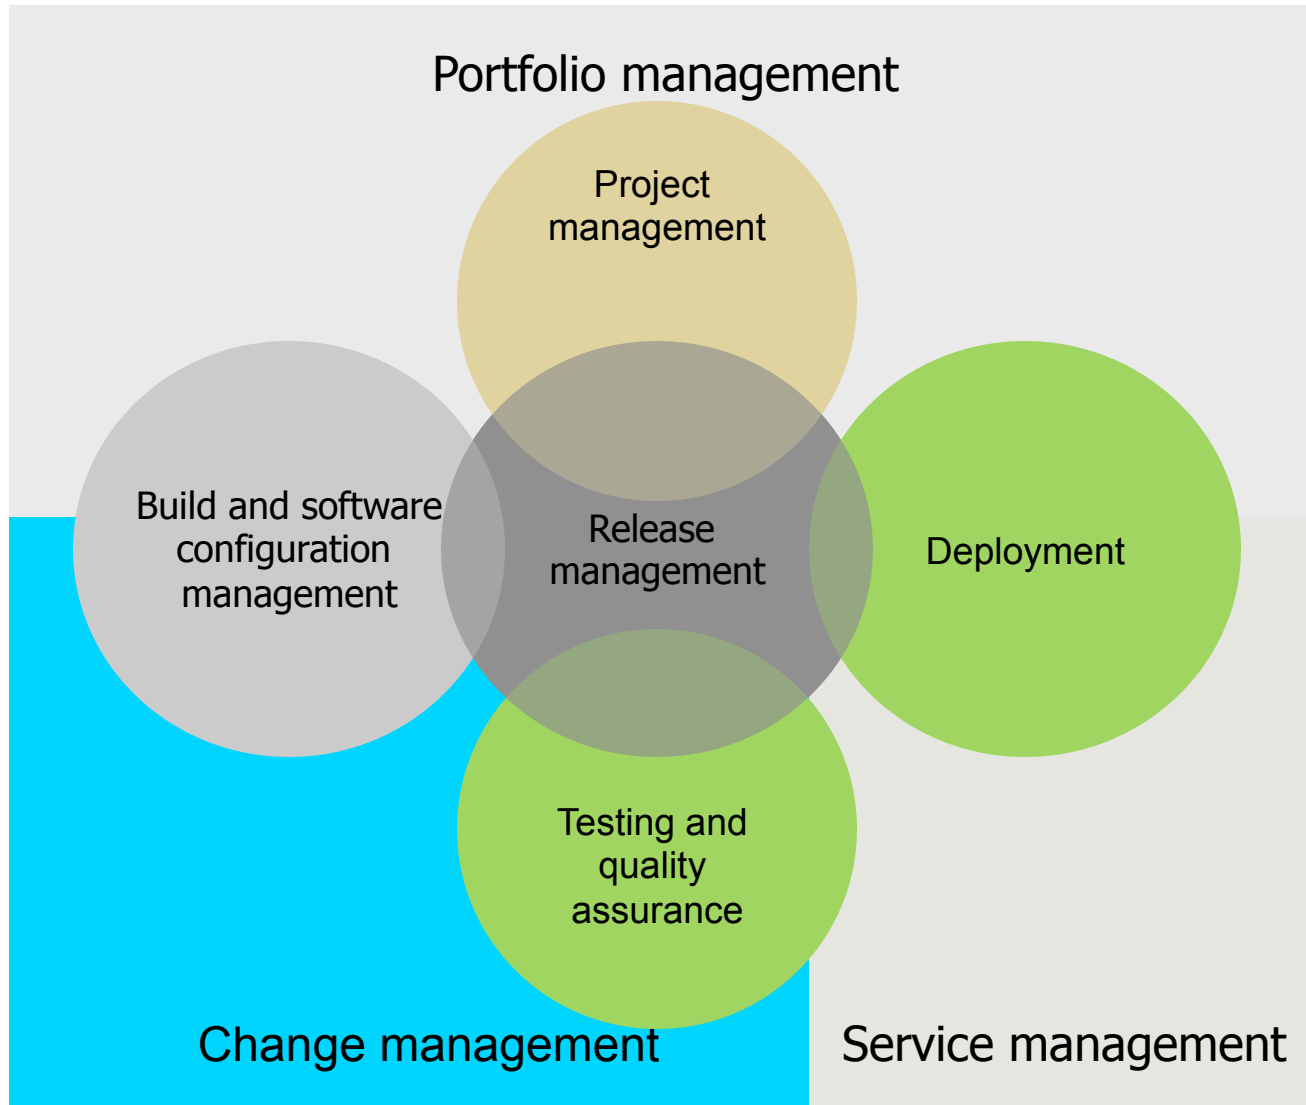 Portfolio management
Project
management
Build and software
configuration
management
Release
management
Deployment
Testing and
quality
assurance
Change management
Service management